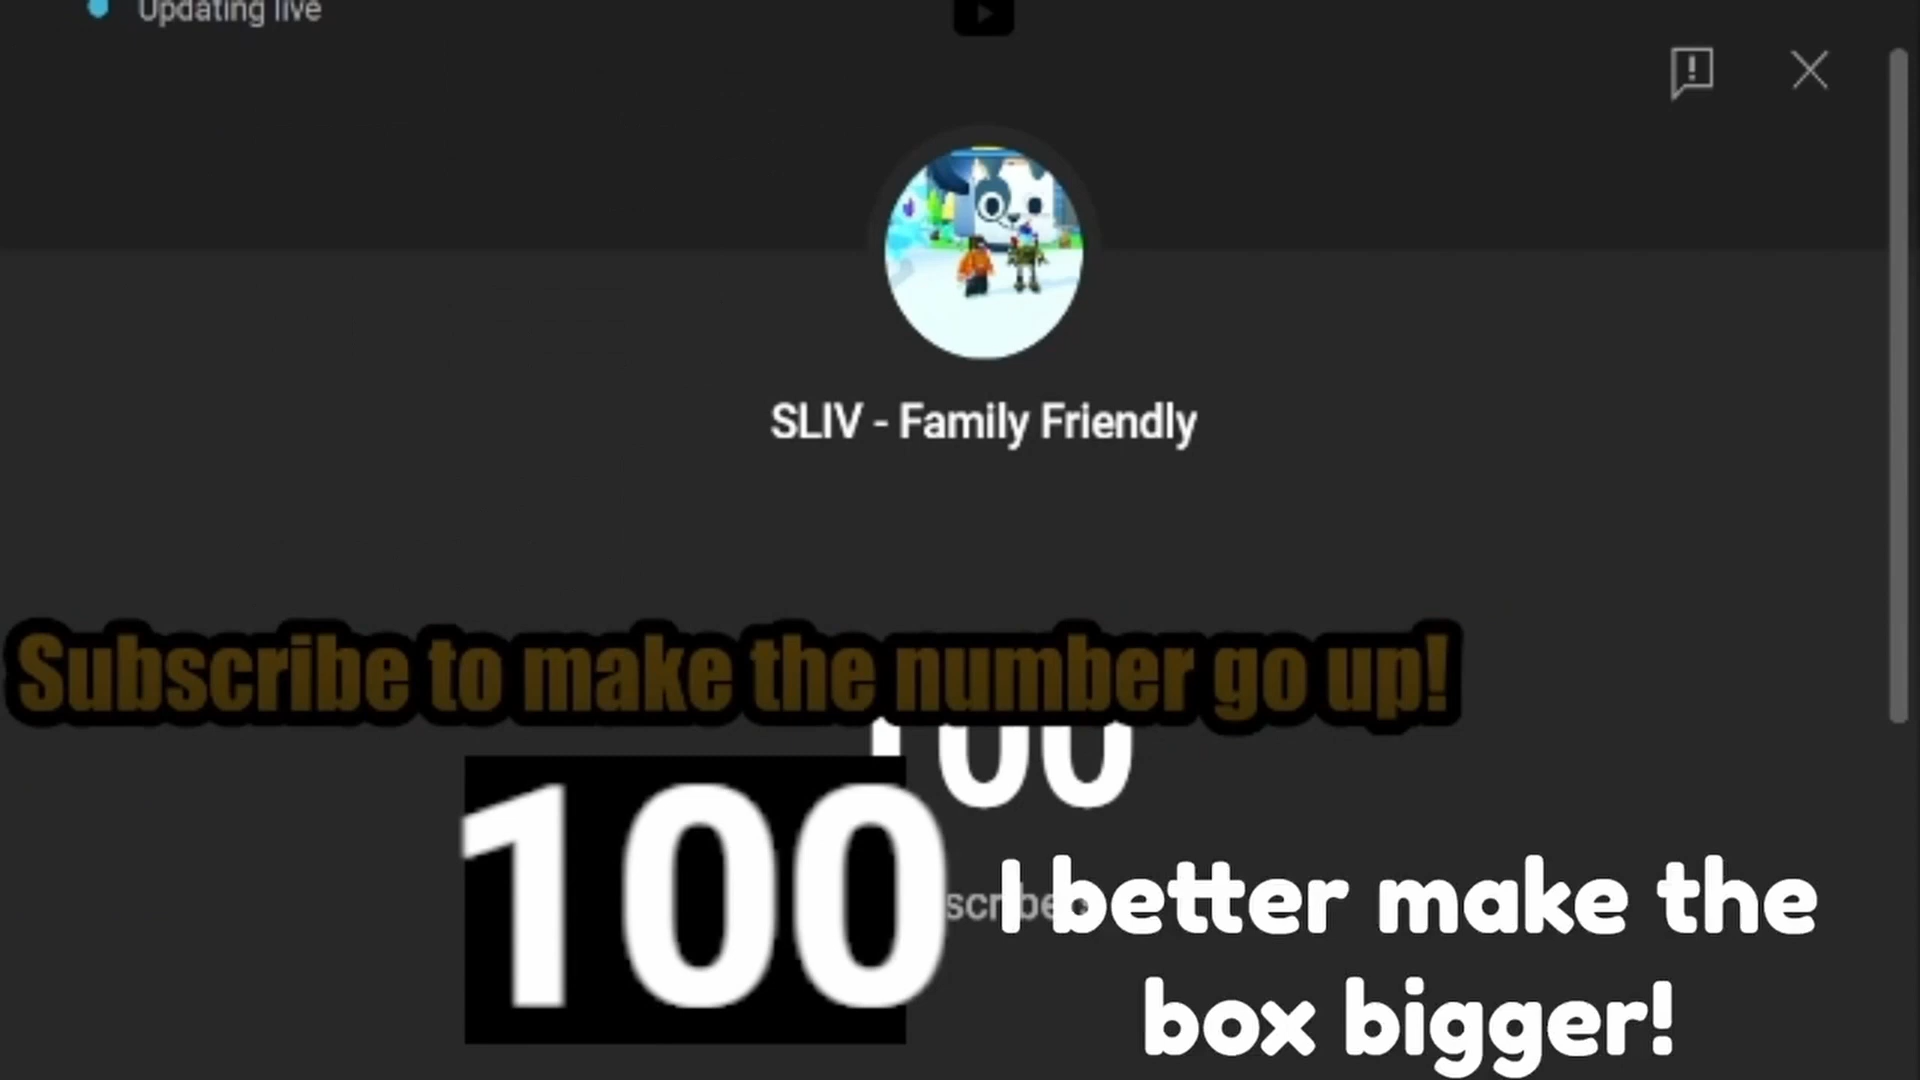 Updating live
SLIV - Family Friendly
Subscribe to make the number go up!
100
100
I better make the
box bigger!